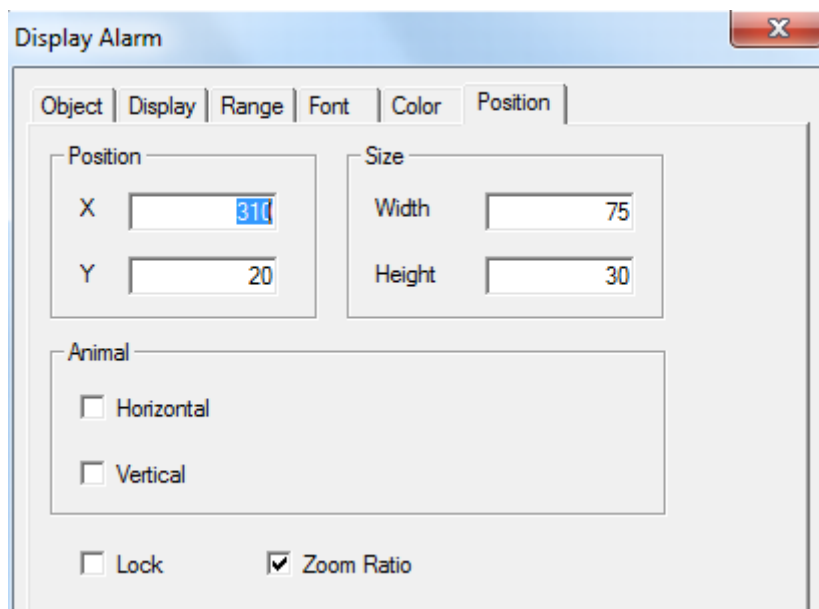 Display Alarm
Object Display Range Font Color Position
Position Size
X 310 Width 75
Y 20 Height 30
Animal
Horizontal
Vertical
Lock Zoom Ratio